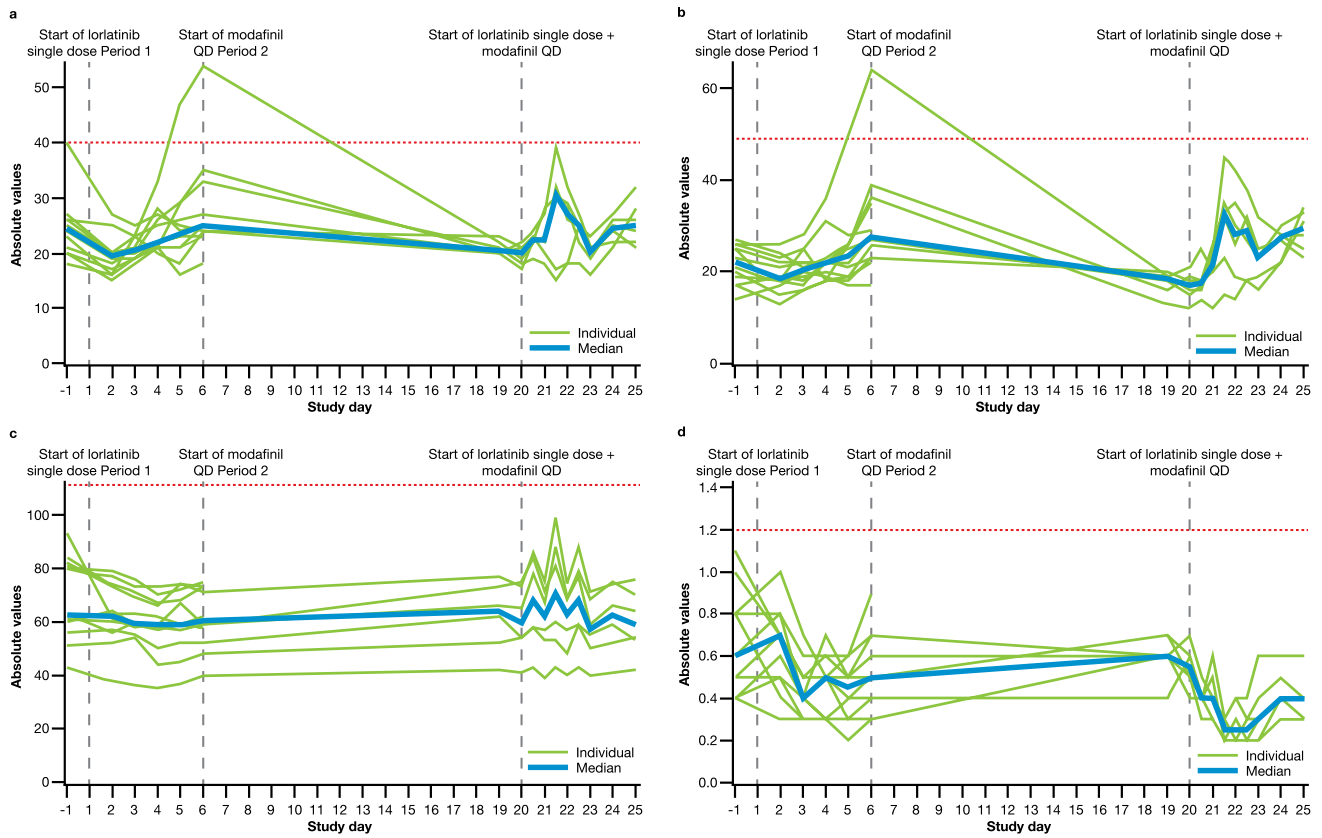 a
Start of lorlatinib
single dose Period 1
Start of modafinil
QD Period 2
Start of lorlatinib single dose +
modafinil QD
Absolute values
50
40
30
20
10
0
Individual
Median
-1 1 2 3 4 5 6 7 8 9 10 11 12 13 14 15 16 17 17 19 20 21 22 23 24 25
Study day
b
Start of lorlatinib
single dose Period 1
Start of modafinil
QD Period 2
Start of lorlatinib single dose +
modafinil QD
Absolute values
60
40
20
0
Individual
Median
-1 1 2 3 4 5 6 7 8 9 10 11 12 13 14 15 16 17 17 19 20 21 22 23 24 25
Study day
c
Start of lorlatinib
single dose Period 1
Start of modafinil
QD Period 2
Start of lorlatinib single dose +
modafinil QD
Absolute values
100
80
60
40
20
0
Individual
Median
-1 1 2 3 4 5 6 7 8 9 10 11 12 13 14 15 16 17 17 19 20 21 22 23 24 25
Study day
d
Start of lorlatinib
single dose Period 1
Start of modafinil
QD Period 2
Start of lorlatinib single dose +
modafinil QD
Absolute values
1.4
1.2
1.0
0.8
0.6
0.4
0.2
0.0
Individual
Median
-1 1 2 3 4 5 6 7 8 9 10 11 12 13 14 15 16 17 17 19 20 21 22 23 24 25
Study day